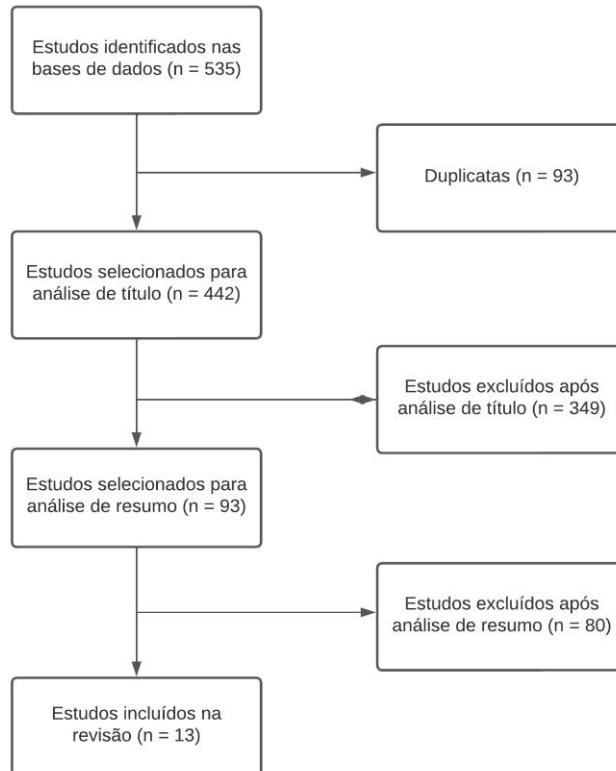 Estudos identificados nas
bases de dados (n = 535)
Duplicatas (n = 93)
Estudos selecionados para
análise de título (n = 442)
Estudos excluídos após
análise de título (n = 349)
Estudos selecionados para
análise de resumo (n = 93)
Estudos excluídos após
análise de resumo (n = 80)
Estudos incluídos na
revisão (n = 13)